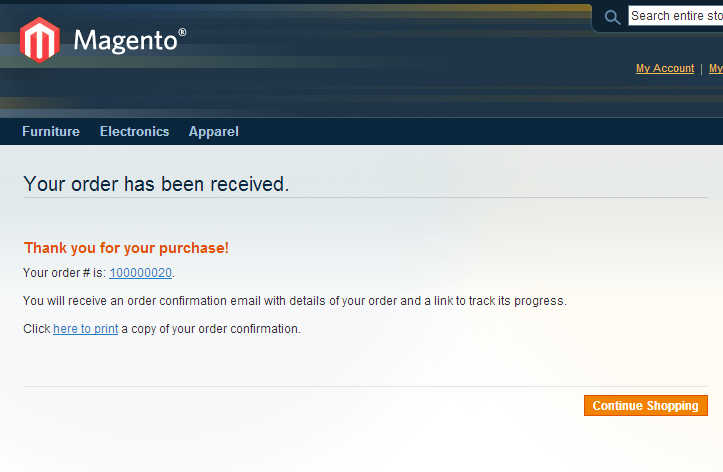 Magento®
Search entire sto
My Account | My
Furniture Electronics Apparel
Your order has been received.
Thank you for your purchase!
Your order # is: 100000020.
You will receive an order confirmation email with details of your order and a link to track its progress.
Click here to print a copy of your order confirmation.
Continue Shopping